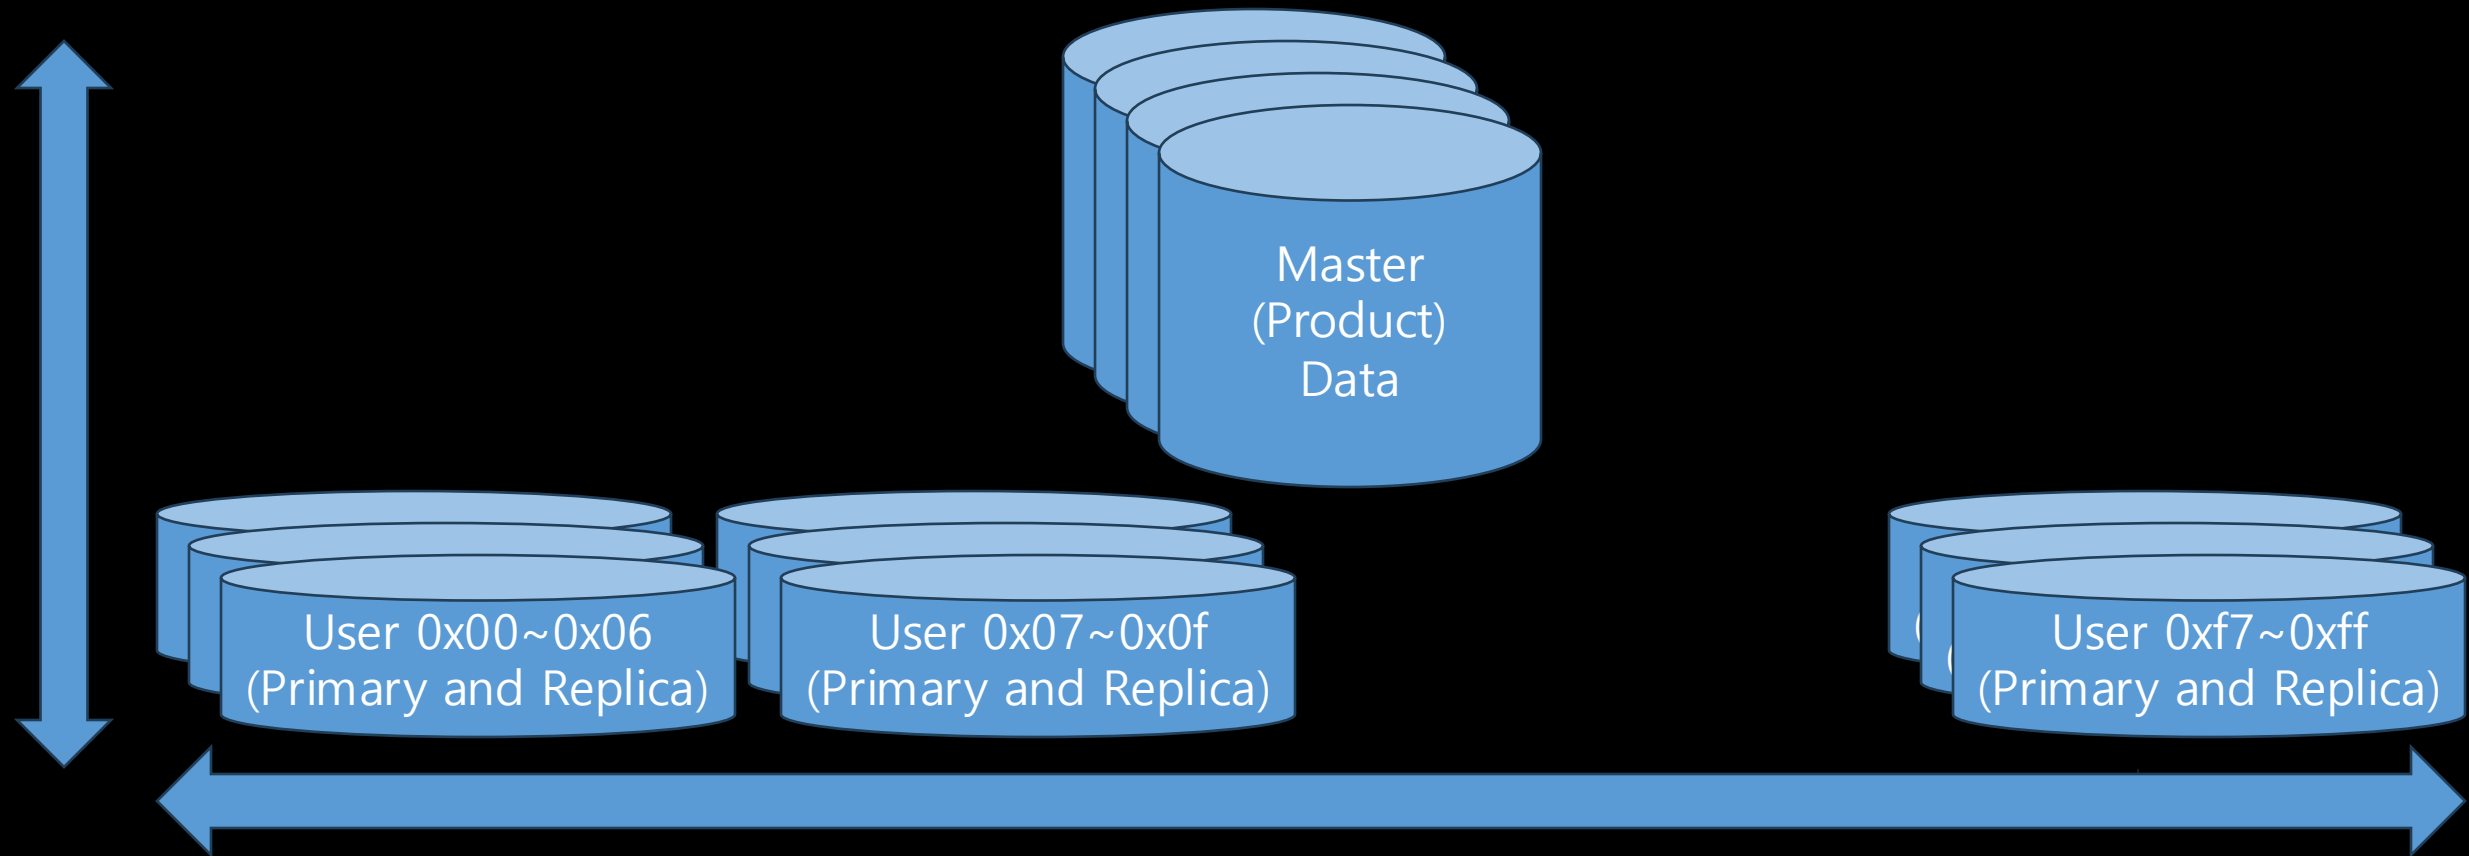 Master
(Product)
Data
User 0x00~0x06
(Primary and Replica)
User 0x07~0x0f
(Primary and Replica)
User 0xf7~0xff
(Primary and Replica)